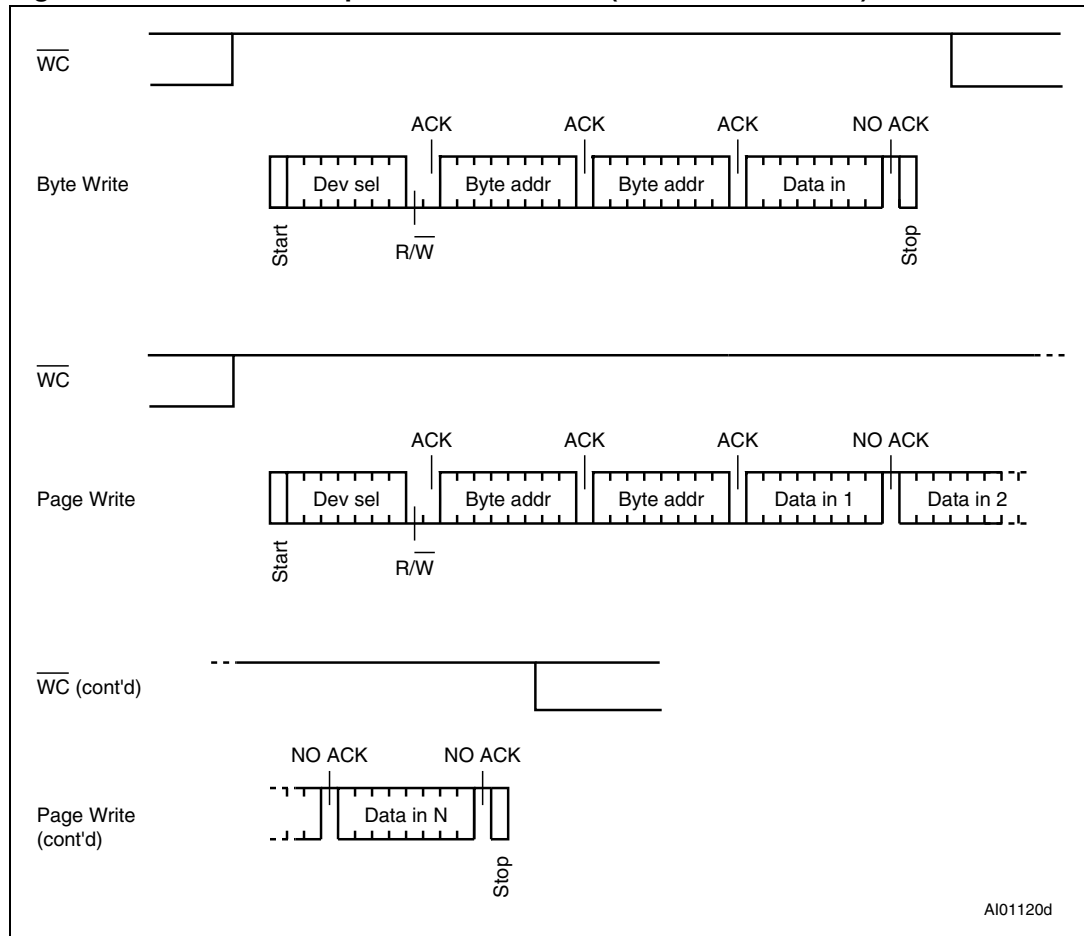 WC
ACK ACK ACK NO ACK
Byte Write Dev sel Byte addr Byte addr Data in
Start R/W Stop
WC
ACK ACK ACK NO ACK
Page Write Dev sel Byte addr Byte addr Data in 1 Data in 2
Start R/W
WC (cont'd)
NO ACK NO ACK
Page Write Data in N
(cont'd)
Stop
AI01120d